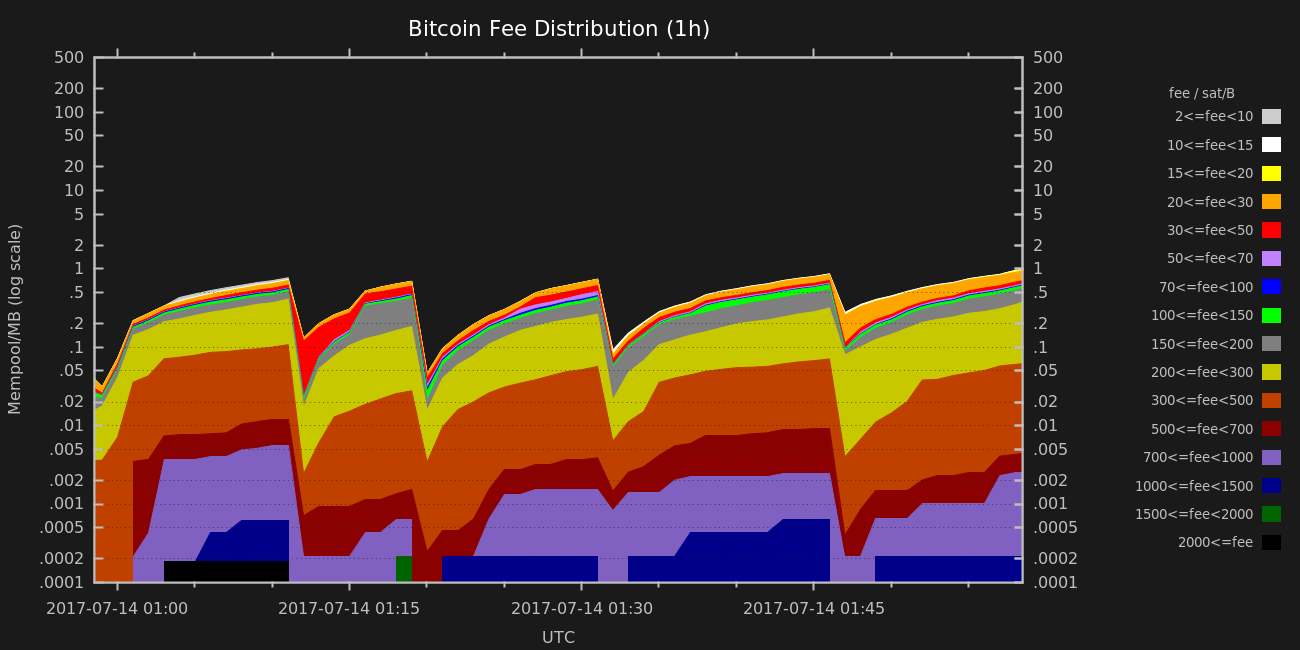 Bitcoin Fee Distribution (1h)
Mempool/MB (log scale)
500
200
100
50
20
10
5
2
1
.5
.2
.1
.05
.02
.01
.005
.002
.001
.0005
.0002
.0001
500
200
100
50
20
10
5
2
1
.5
.2
.1
.05
.02
.01
.005
.002
.001
.0005
.0002
.0001
2017-07-14 01:00 2017-07-14 01:15 2017-07-14 01:30 2017-07-14 01:45
UTC
fee / sat/B
2<=fee<10
10<=fee<15
15<=fee<20
20<=fee<30
30<=fee<50
50<=fee<70
70<=fee<100
100<=fee<150
150<=fee<200
200<=fee<300
300<=fee<500
500<=fee<700
700<=fee<1000
1000<=fee<1500
1500<=fee<2000
2000<=fee